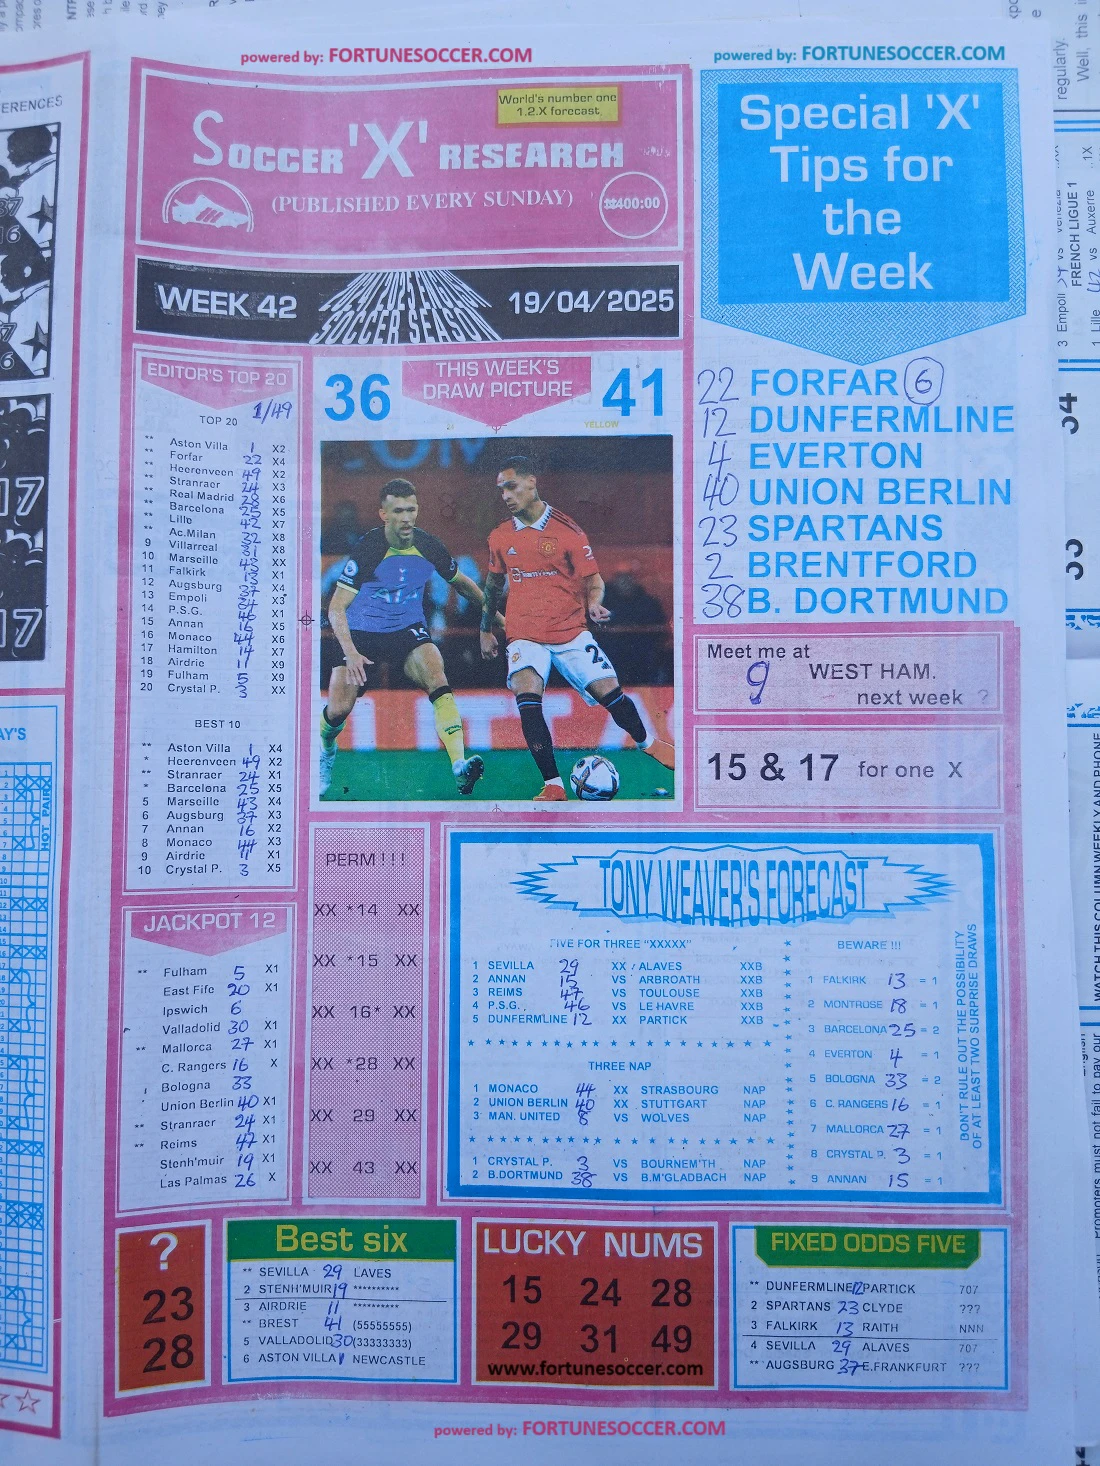 powered by: FORTUNESOCCER.COM
powered by: FORTUNESOCCER.COM
World's number one
1.2.X forecast
SOCCER 'X' RESEARCH
(PUBLISHED EVERY SUNDAY)
₦400:00
WEEK 42
2024/2025 ENGLISH
SOCCER SEASON
19/04/2025
Special 'X'
Tips for
the
Week
22 FORFAR 6
12 DUNFERMLINE
4 EVERTON
40 UNION BERLIN
23 SPARTANS
2 BRENTFORD
38 B. DORTMUND
Meet me at
9 WEST HAM.
next week ?
15 & 17 for one X
EDITOR'S TOP 20
TOP 20 1/49
** Aston Villa 1 X2
** Forfar 22 X4
** Heerenveen 49 X2
** Stranraer 24 X3
** Real Madrid 28 X6
** Barcelona 25 X5
** Lille 42 X7
** Ac.Milan 32 X8
9 Villarreal 31 X8
10 Marseille 43 XX
11 Falkirk 13 X1
12 Augsburg 37 X4
13 Empoli 34 X3
14 P.S.G. 46 X1
15 Annan 16 X5
16 Monaco 44 X6
17 Hamilton 14 X7
18 Airdrie 11 X9
19 Fulham 5 X9
20 Crystal P. 3 XX
BEST 10
** Aston Villa 1 X4
* Heerenveen 49 X2
** Stranraer 24 X1
* Barcelona 25 X5
5 Marseille 43 X4
6 Augsburg 37 X3
7 Annan 16 X2
8 Monaco 44 X3
9 Airdrie 11 X1
10 Crystal P. 3 X5
36
THIS WEEK'S
DRAW PICTURE
41
YELLOW
JACKPOT 12
** Fulham 5 X1
East Fife 20 X1
Ipswich 6
Valladolid 30 X1
** Mallorca 27 X1
C. Rangers 16 X
Bologna 33
Union Berlin 40 X1
** Stranraer 24 X1
** Reims 47 X1
Stenh'muir 19 X1
Las Palmas 26 X
PERM ! ! !
XX *14 XX
XX *15 XX
XX 16* XX
XX *28 XX
XX 29 XX
XX 43 XX
TONY WEAVER'S FORECAST
FIVE FOR THREE "XXXXX"
1 SEVILLA 29 XX ALAVES XXB
2 ANNAN 15 VS ARBROATH XXB
3 REIMS 47 VS TOULOUSE XXB
4 P.S.G. 46 VS LE HAVRE XXB
5 DUNFERMLINE 12 XX PARTICK XXB
THREE NAP
1 MONACO 44 XX STRASBOURG NAP
2 UNION BERLIN 40 XX STUTTGART NAP
3 MAN. UNITED 8 VS WOLVES NAP
1 CRYSTAL P. 3 VS BOURNEM'TH NAP
2 B.DORTMUND 38 VS B.M'GLADBACH NAP
BEWARE !!!
1 FALKIRK 13 = 1
2 MONTROSE 18 = 1
3 BARCELONA 25 = 2
4 EVERTON 4 = 1
5 BOLOGNA 33 = 2
6 C.RANGERS 16 = 1
7 MALLORCA 27 = 1
8 CRYSTAL P. 3 = 1
9 ANNAN 15 = 1
DON'T RULE OUT THE POSSIBILITY
OF AT LEAST TWO SURPRISE DRAWS
?
23
28
Best six
** SEVILLA 29 LAVES
2 STENH'MUIR 19 **********
3 AIRDRIE 11 **********
** BREST 41 (55555555)
5 VALLADOLID 30 (33333333)
6 ASTON VILLA 1 NEWCASTLE
LUCKY NUMS
15 24 28
29 31 49
www.fortunesoccer.com
FIXED ODDS FIVE
** DUNFERMLINE 12 PARTICK 707
2 SPARTANS 23 CLYDE ???
3 FALKIRK 13 RAITH NNN
4 SEVILLA 29 ALAVES 707
** AUGSBURG 37 E.FRANKFURT ???
powered by: FORTUNESOCCER.COM
HOT PAIRS
regularly.
FRENCH LIGUE 1
WATCH THIS COLUMN WEEKLY AND PHONE